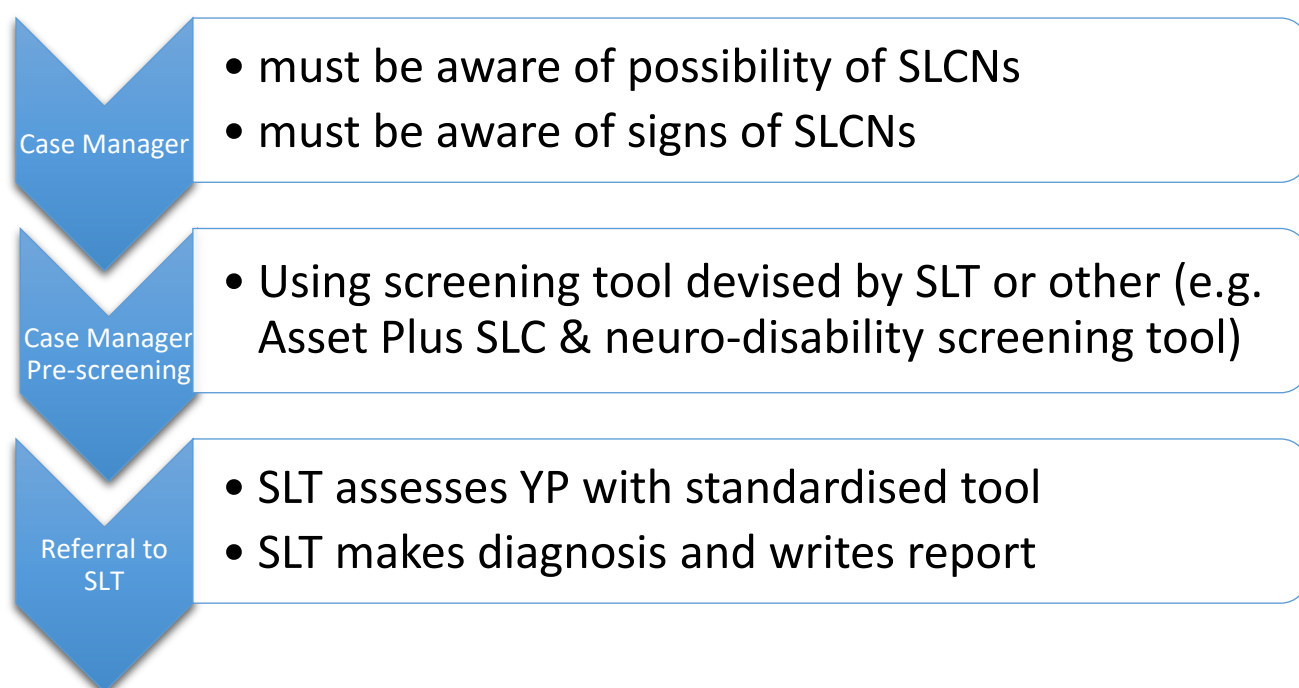 Case Manager
• must be aware of possibility of SLCNs
• must be aware of signs of SLCNs
Case Manager
Pre-screening
• Using screening tool devised by SLT or other (e.g.
Asset Plus SLC & neuro-disability screening tool)
Referral to
SLT
• SLT assesses YP with standardised tool
• SLT makes diagnosis and writes report